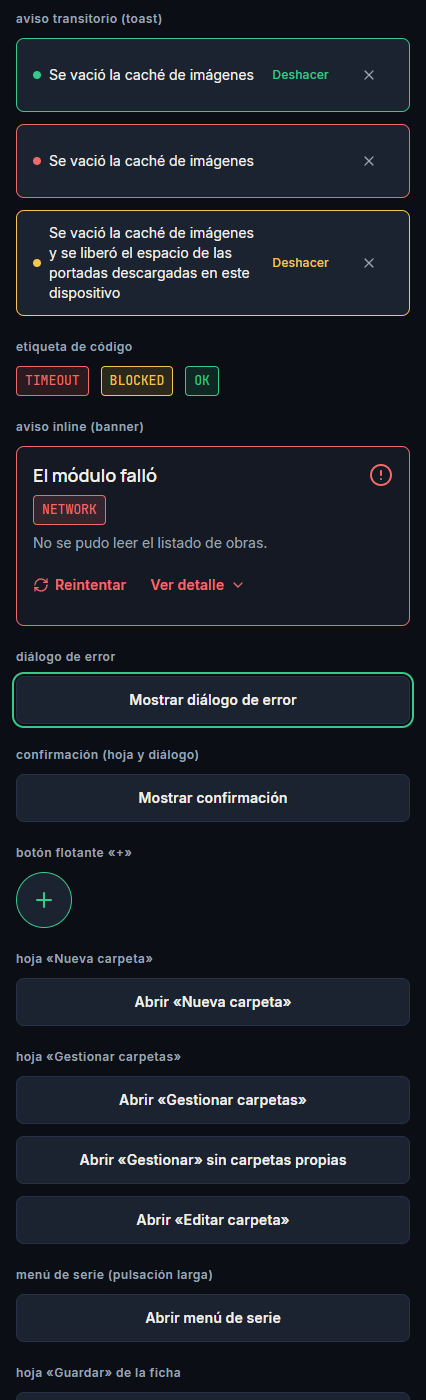 aviso transitorio (toast)
Se vació la caché de imágenes Deshacer
Se vació la caché de imágenes
Se vació la caché de imágenes
y se liberó el espacio de las
portadas descargadas en este
dispositivo
Deshacer
etiqueta de código
TIMEOUT BLOCKED OK
aviso inline (banner)
El módulo falló
NETWORK
No se pudo leer el listado de obras.
Reintentar Ver detalle
diálogo de error
Mostrar diálogo de error
confirmación (hoja y diálogo)
Mostrar confirmación
botón flotante «+»
hoja «Nueva carpeta»
Abrir «Nueva carpeta»
hoja «Gestionar carpetas»
Abrir «Gestionar carpetas»
Abrir «Gestionar» sin carpetas propias
Abrir «Editar carpeta»
menú de serie (pulsación larga)
Abrir menú de serie
hoja «Guardar» de la ficha